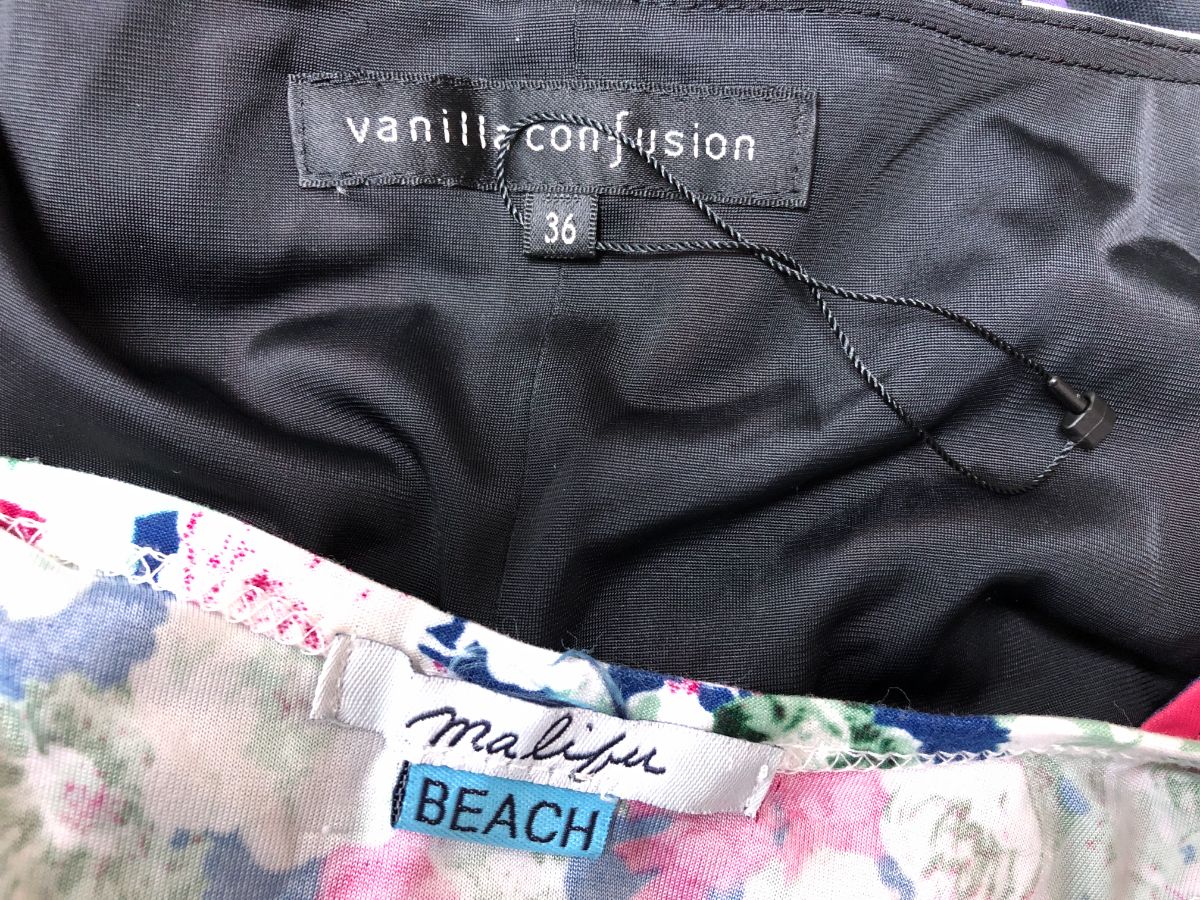 vanilla confusion
36
malibu
BEACH